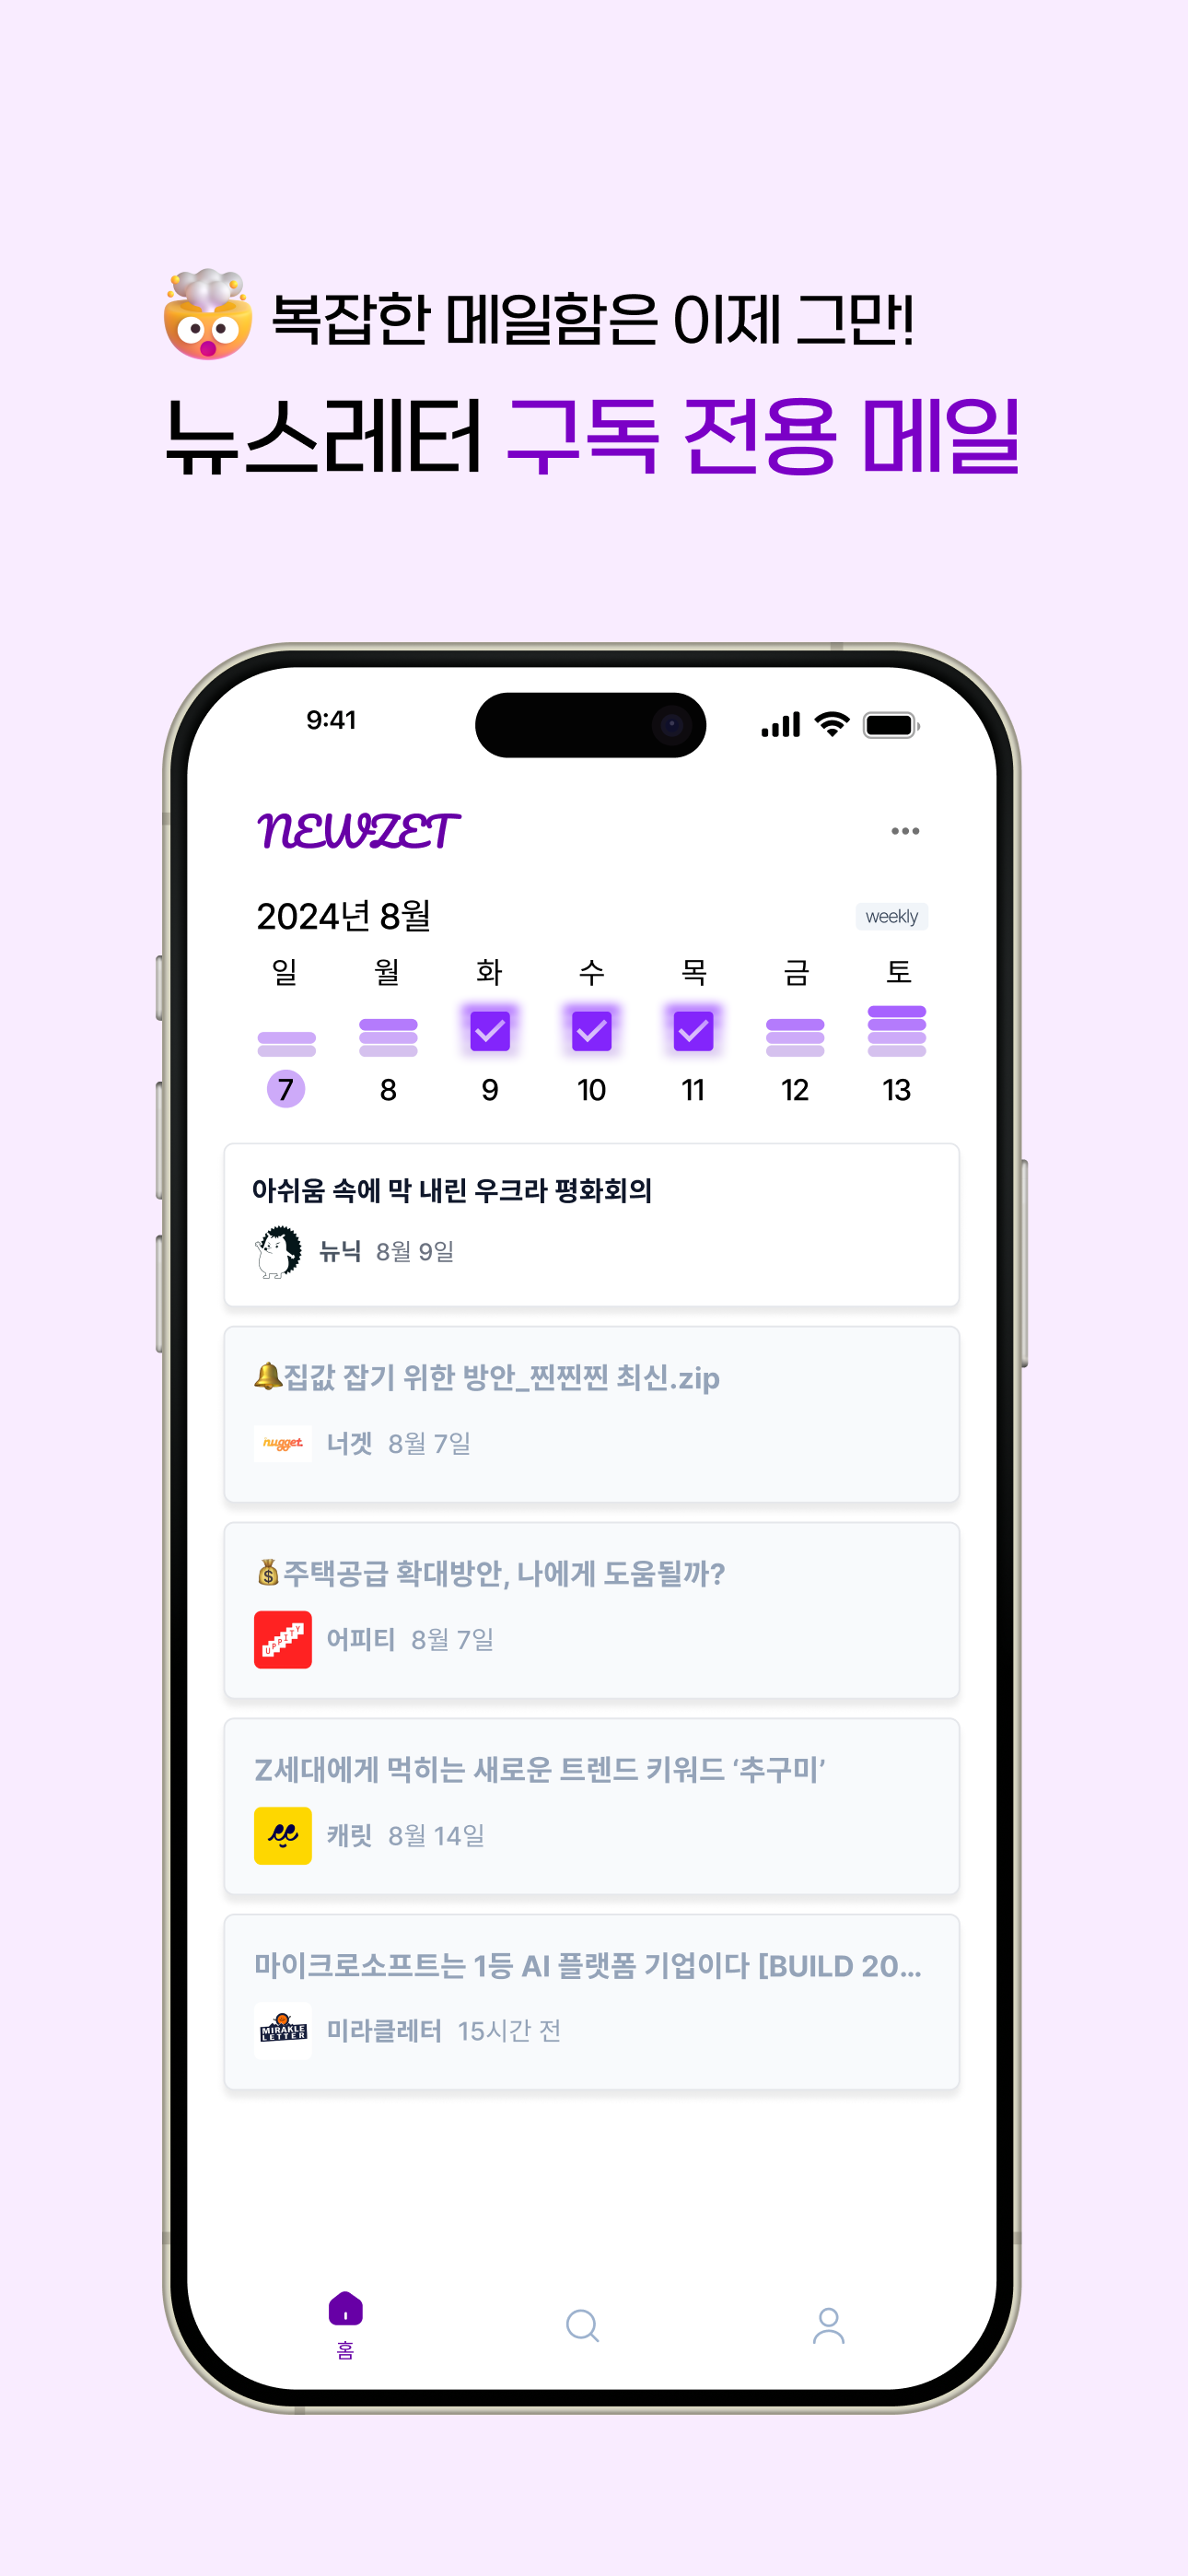 복잡한 메일함은 이제 그만!
뉴스레터 구독 전용 메일
9:41
NEWZET
2024년 8월
weekly
일 월 화 수 목 금 토
7 8 9 10 11 12 13
아쉬움 속에 막 내린 우크라 평화회의
뉴닉 8월 9일
집값 잡기 위한 방안_찐찐찐 최신.zip
nugget.
너겟 8월 7일
주택공급 확대방안, 나에게 도움될까?
UPPITY
어피티 8월 7일
Z세대에게 먹히는 새로운 트렌드 키워드 ‘추구미’
캐릿 8월 14일
마이크로소프트는 1등 AI 플랫폼 기업이다 [BUILD 20...
MIRAKLE
LETTER
미라클레터 15시간 전
홈